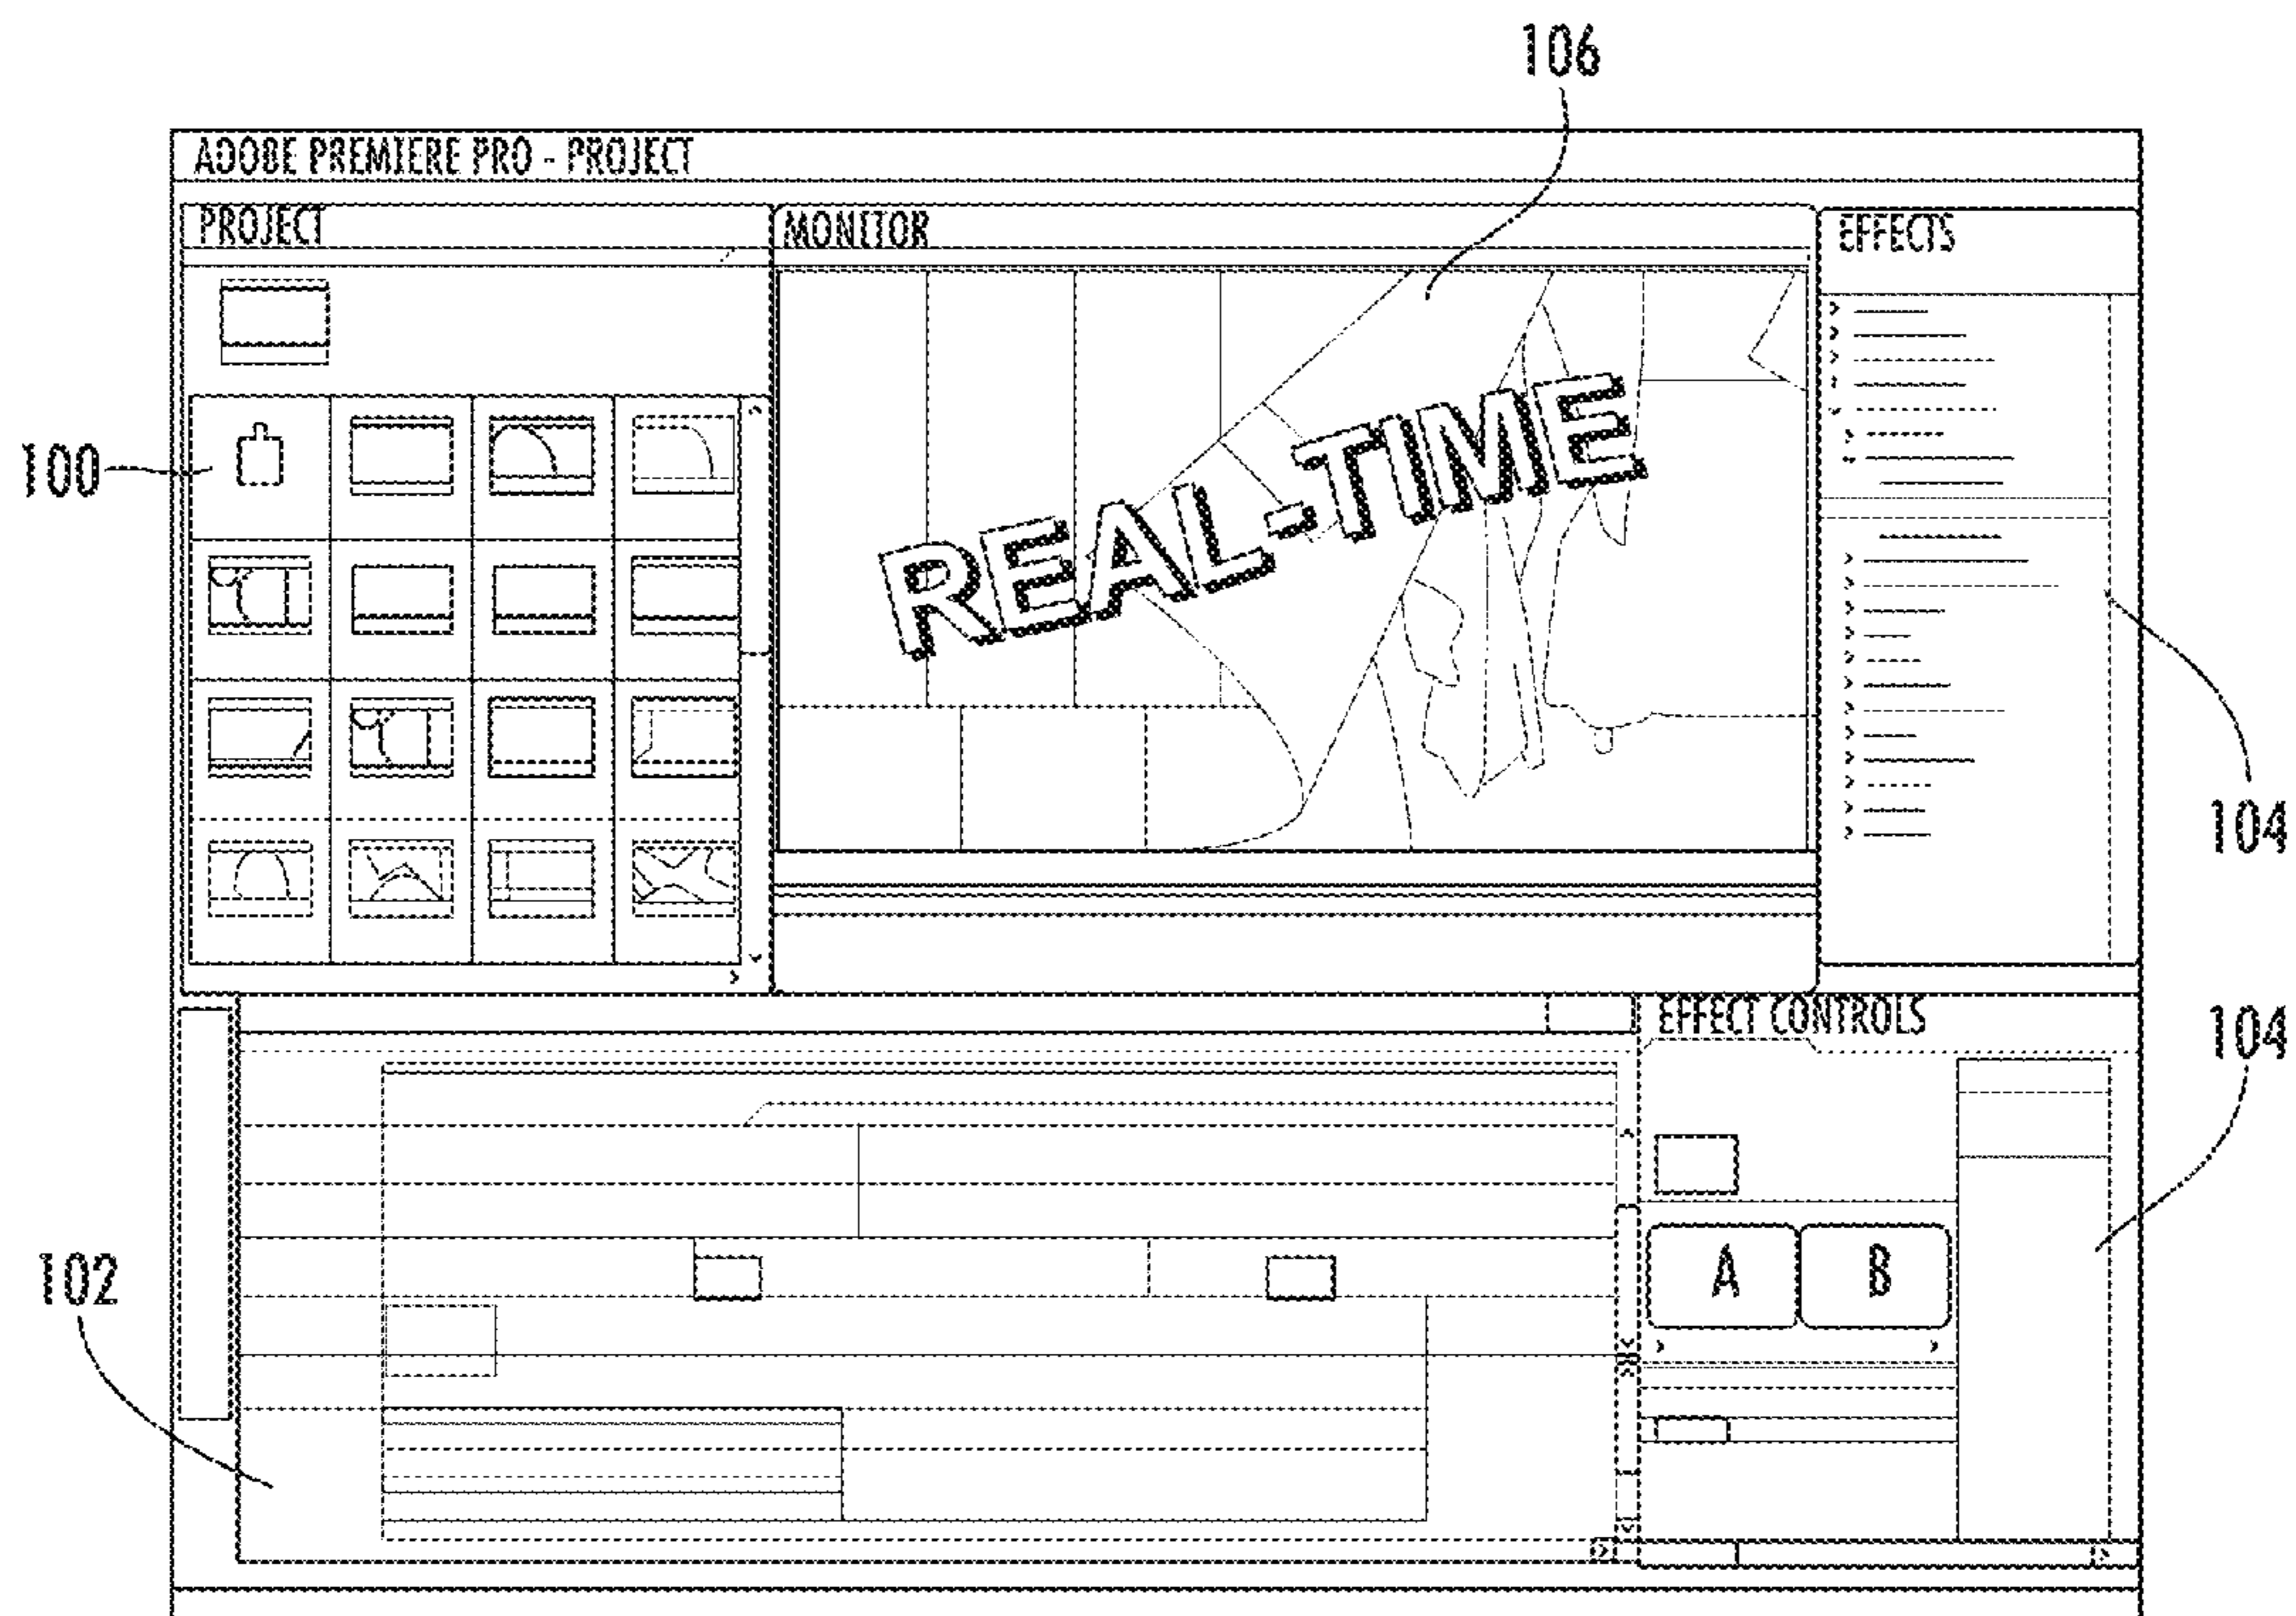 106
ADOBE PREMIERE PRO - PROJECT
PROJECT
MONITOR
EFFECTS
100
REAL-TIME
104
EFFECT CONTROLS
104
102
A
B